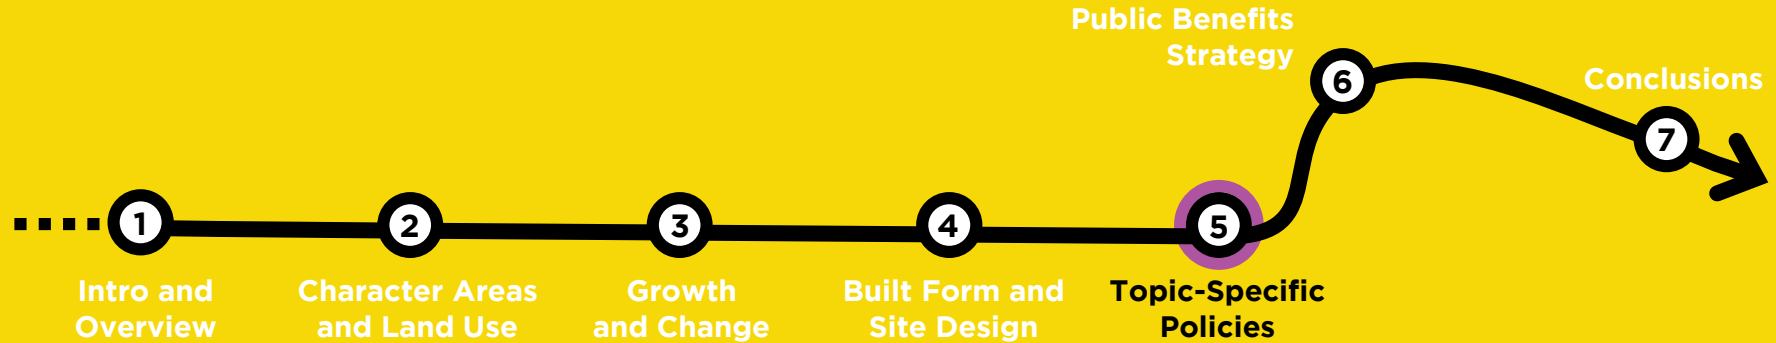 1
Intro and
Overview
2
Character Areas
and Land Use
3
Growth
and Change
4
Built Form and
Site Design
5
Topic-Specific
Policies
Public Benefits
Strategy
6
Conclusions
7